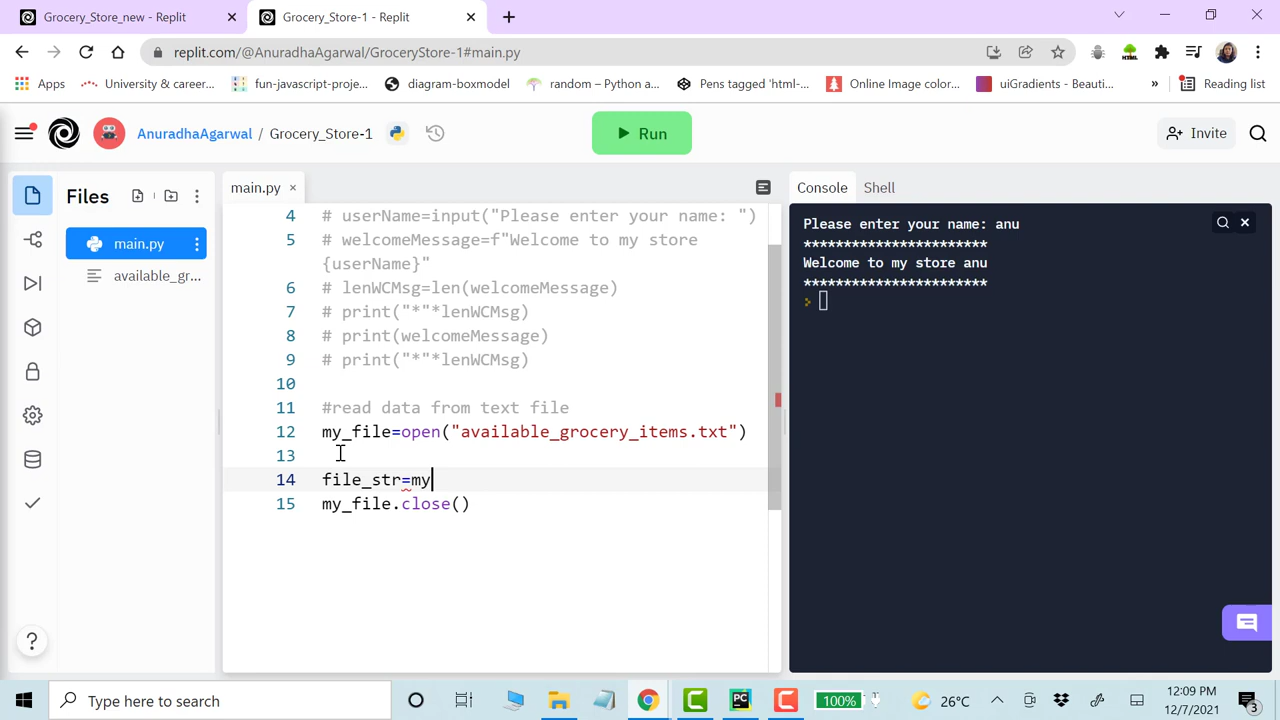 Grocery_Store_new - Replit
Grocery_Store-1 - Replit
replit.com/@AnuradhaAgarwal/GroceryStore-1#main.py
Apps
University & career...
fun-javascript-proje...
diagram-boxmodel
random – Python a...
Pens tagged 'html-...
Online Image color...
uiGradients - Beauti...
»
Reading list
AnuradhaAgarwal / Grocery_Store-1
Run
Invite
Files
main.py
available_gr...
main.py
4 # userName=input("Please enter your name: ")
5 # welcomeMessage=f"Welcome to my store
{userName}"
6 # lenWCMsg=len(welcomeMessage)
7 # print("*"*lenWCMsg)
8 # print(welcomeMessage)
9 # print("*"*lenWCMsg)
10
11 #read data from text file
12 my_file=open("available_grocery_items.txt")
13
14 file_str=my
15 my_file.close()
Console
Shell
Please enter your name: anu
***********************
Welcome to my store anu
***********************
>
?
Type here to search
100%
26°C
12:09 PM
12/7/2021
3